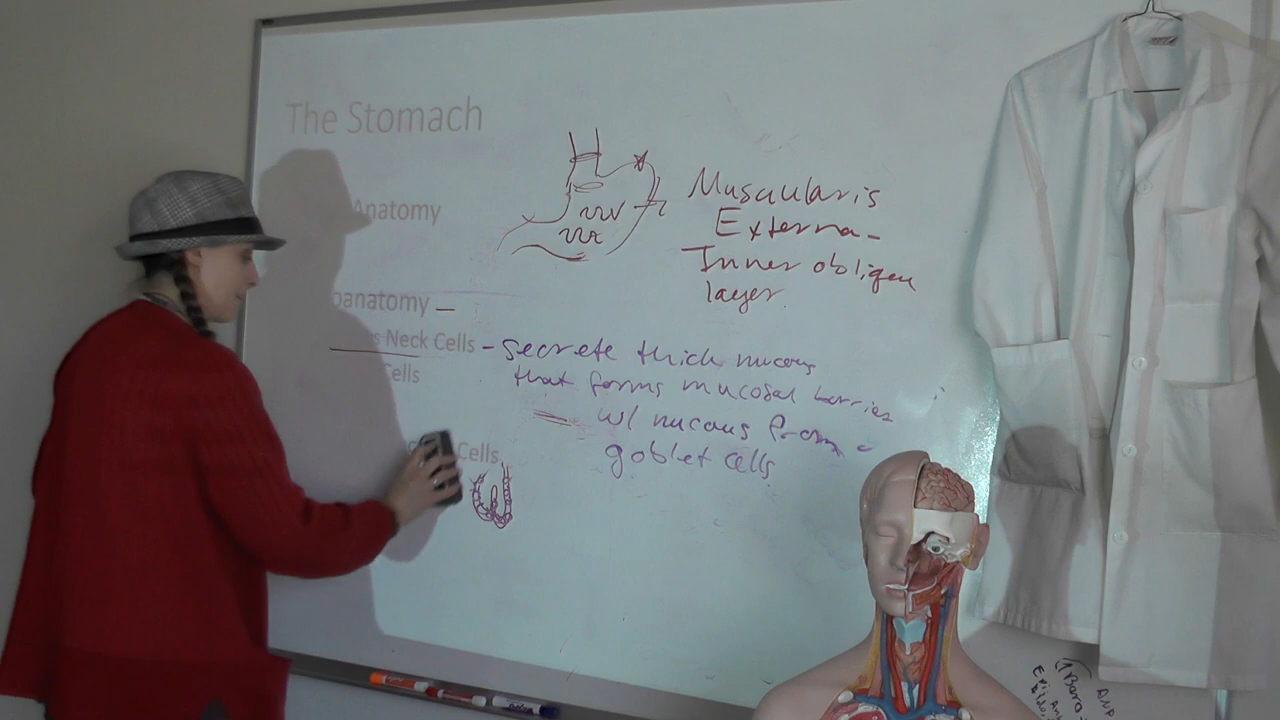 The Stomach
Anatomy
Muscularis
Externa-
Inner oblique
layer
oanatomy –
s Neck Cells - secrete thick mucous
Cells
that forms mucosal barrier
w/ mucous from
Cells
goblet cells